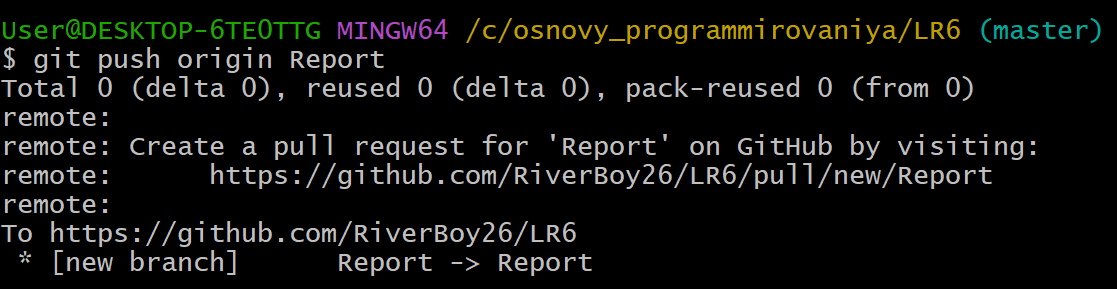 User@DESKTOP-6TE0TTG MINGW64 /c/osnovy_programmirovaniya/LR6 (master)
$ git push origin Report
Total 0 (delta 0), reused 0 (delta 0), pack-reused 0 (from 0)
remote:
remote: Create a pull request for 'Report' on GitHub by visiting:
remote:      https://github.com/RiverBoy26/LR6/pull/new/Report
remote:
To https://github.com/RiverBoy26/LR6
 * [new branch]      Report -> Report